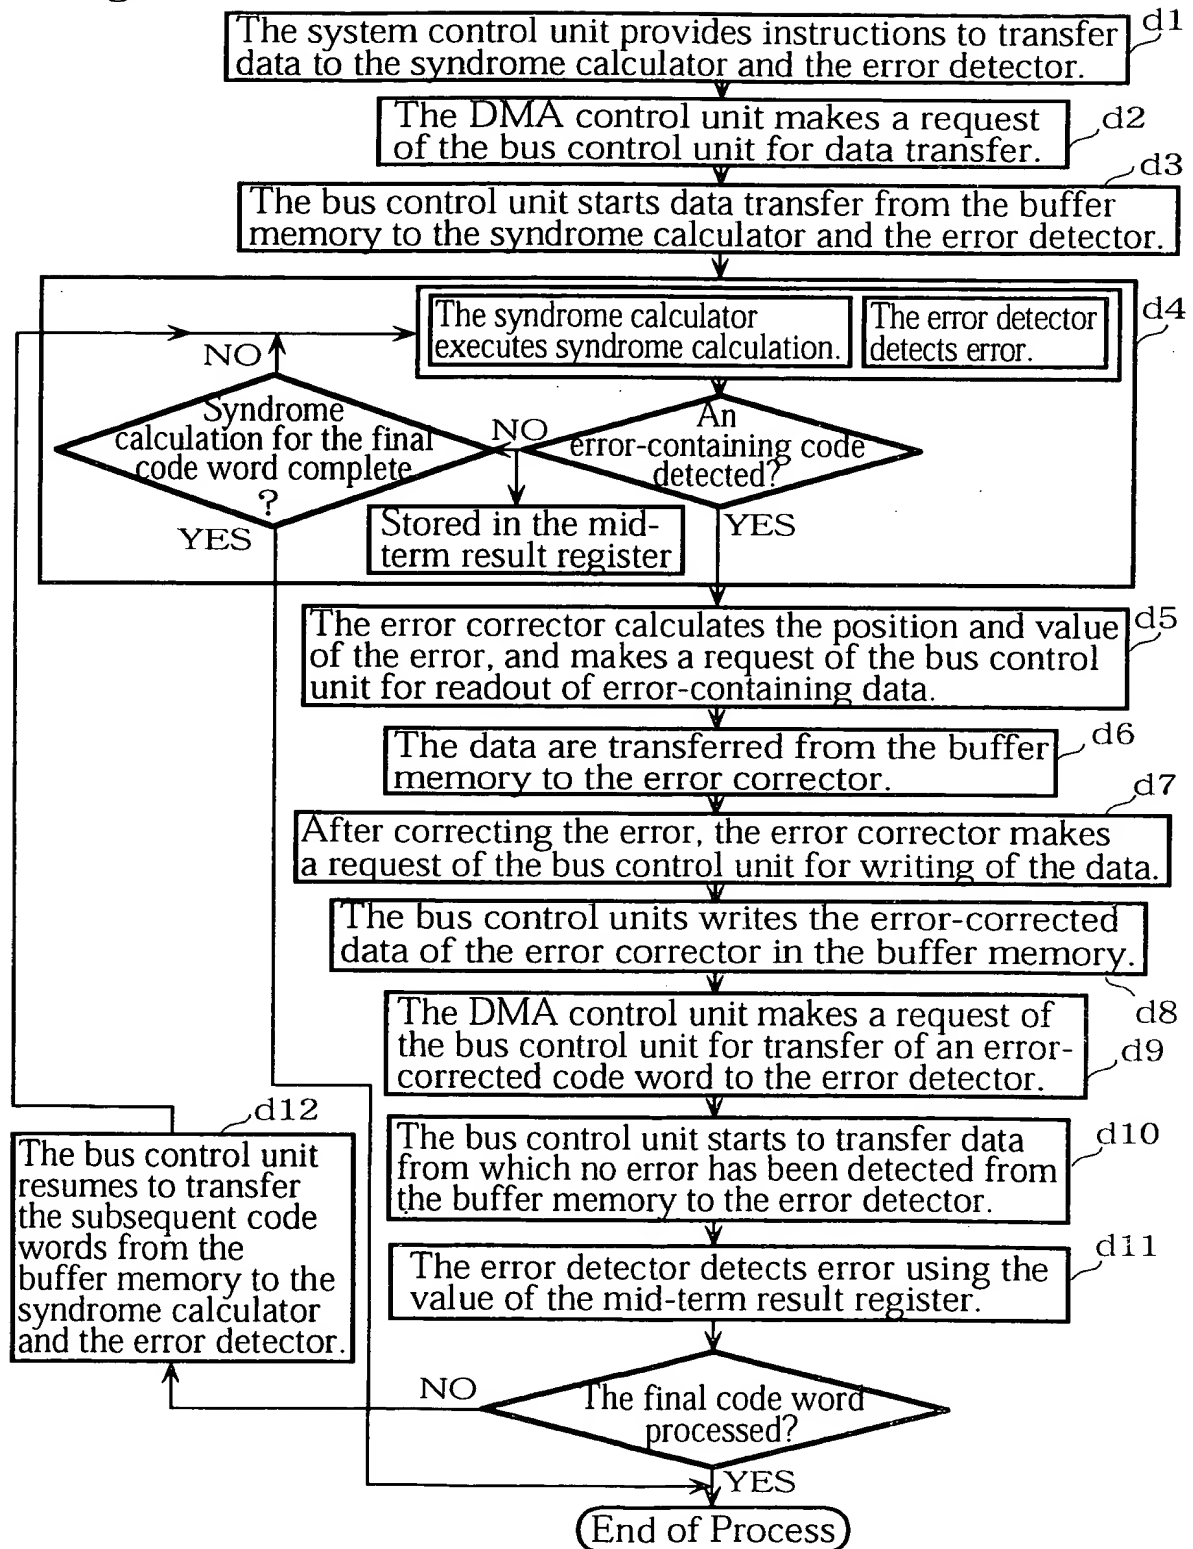 The system control unit provides instructions to transfer
data to the syndrome calculator and the error detector.
d1
The DMA control unit makes a request
of the bus control unit for data transfer.
d2
The bus control unit starts data transfer from the buffer
memory to the syndrome calculator and the error detector.
d3
The syndrome calculator
executes syndrome calculation.
The error detector
detects error.
d4
NO
Syndrome
calculation for the final
code word complete
?
YES
NO
An
error-containing code
detected?
YES
Stored in the mid-
term result register
The error corrector calculates the position and value
of the error, and makes a request of the bus control
unit for readout of error-containing data.
d5
The data are transferred from the buffer
memory to the error corrector.
d6
After correcting the error, the error corrector makes
a request of the bus control unit for writing of the data.
d7
The bus control units writes the error-corrected
data of the error corrector in the buffer memory.
d8
The DMA control unit makes a request of
the bus control unit for transfer of an error-
corrected code word to the error detector.
d9
The bus control unit starts to transfer data
from which no error has been detected from
the buffer memory to the error detector.
d10
The error detector detects error using the
value of the mid-term result register.
d11
d12
The bus control unit
resumes to transfer
the subsequent code
words from the
buffer memory to the
syndrome calculator
and the error detector.
NO
The final code word
processed?
YES
End of Process